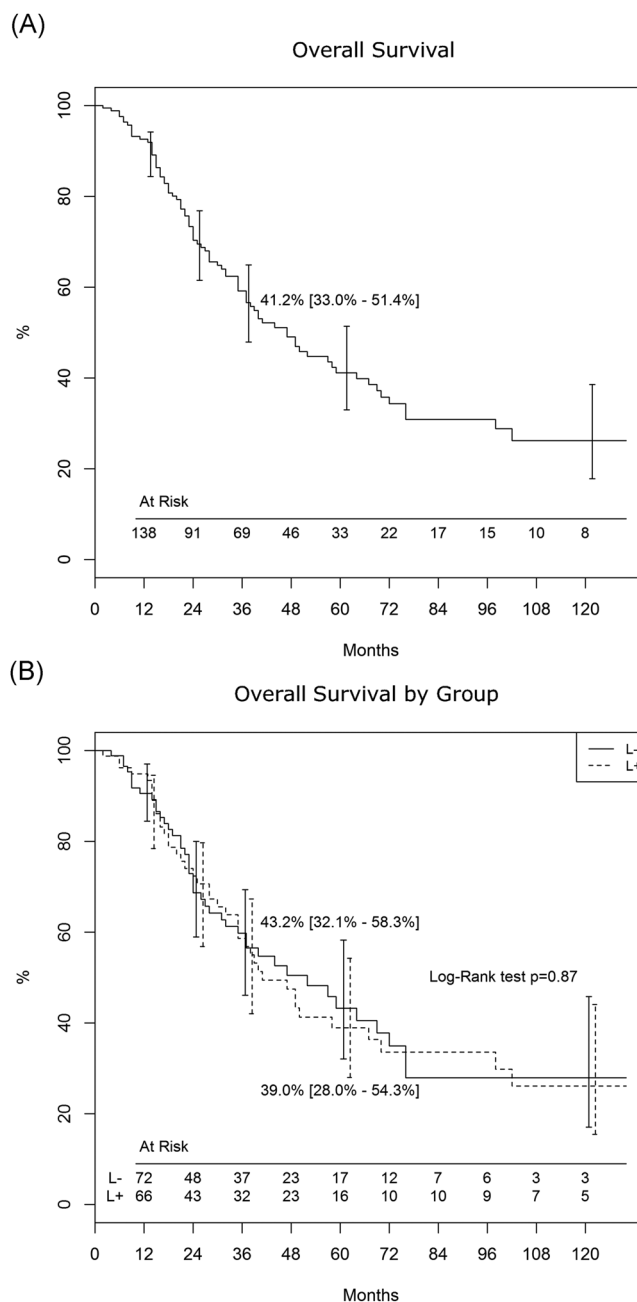 (A)
Overall Survival
100
80
60
40
20
0
%
41.2% [33.0% - 51.4%]
At Risk
138 91 69 46 33 22 17 15 10 8
0 12 24 36 48 60 72 84 96 108 120
Months
(B)
Overall Survival by Group
L-
L+
100
80
60
40
20
0
%
43.2% [32.1% - 58.3%]
Log-Rank test p=0.87
39.0% [28.0% - 54.3%]
At Risk
L- 72 48 37 23 17 12 7 6 3 3
L+ 66 43 32 23 16 10 10 9 7 5
0 12 24 36 48 60 72 84 96 108 120
Months